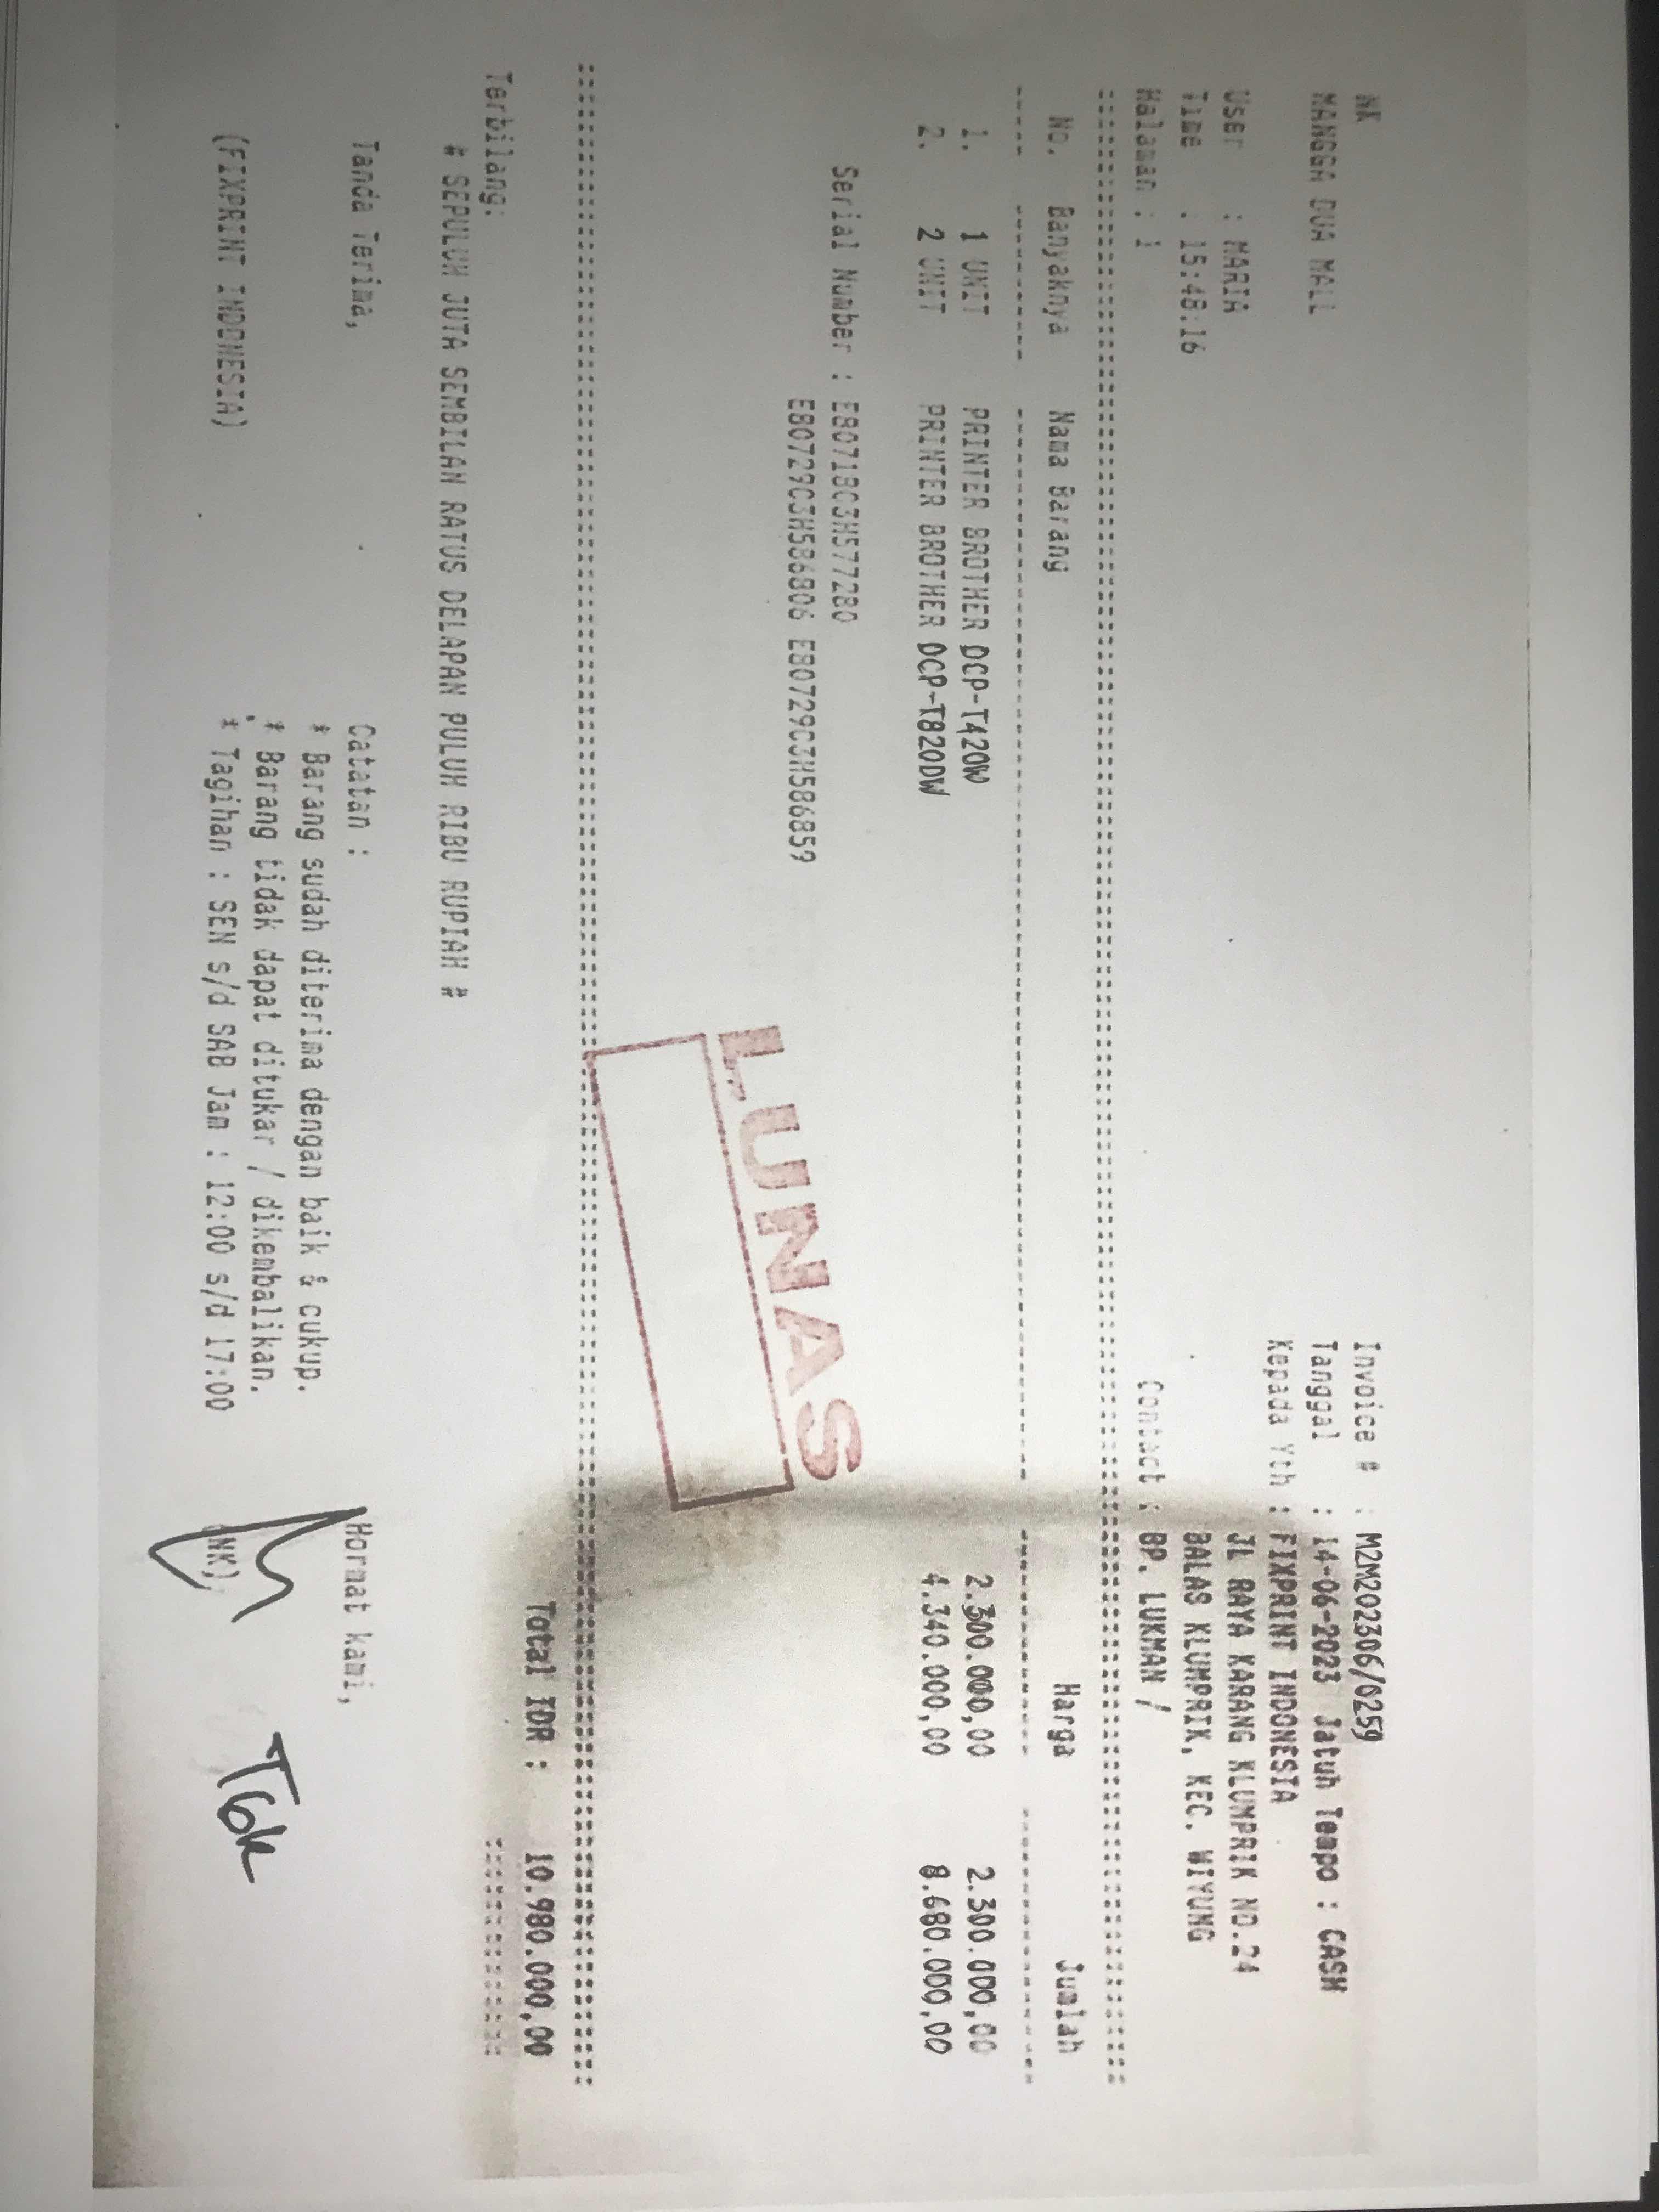 NK
MANGGA DUA MALL
User : MARIA
Time : 15:48:16
Halaman : 1
Invoice # : M2M202306/0259
Tanggal : 14-06-2023 Jatuh Tempo : CASH
Kepada Yth : FIXPRINT INDONESIA
JL RAYA KARANG KLUMPRIK NO.24
BALAS KLUMPRIK, KEC. WIYUNG
Contact : BP. LUKMAN /
No. Banyaknya Nama Barang Harga Jumlah
1. 1 UNIT PRINTER BROTHER DCP-T420W 2.300.000,00 2.300.000,00
2. 2 UNIT PRINTER BROTHER DCP-T820DW 4.340.000,00 8.680.000,00
Serial Number : E80718C3H577280
E80729C3H586806 E80729C3H586859
LUNAS
Total IDR : 10.980.000,00
Terbilang:
# SEPULUH JUTA SEMBILAN RATUS DELAPAN PULUH RIBU RUPIAH #
Tanda Terima,
(FIXPRINT INDONESIA)
Catatan :
* Barang sudah diterima dengan baik & cukup.
* Barang tidak dapat ditukar / dikembalikan.
* Tagihan : SEN s/d SAB Jam : 12:00 s/d 17:00
Hormat kami,
(NK)